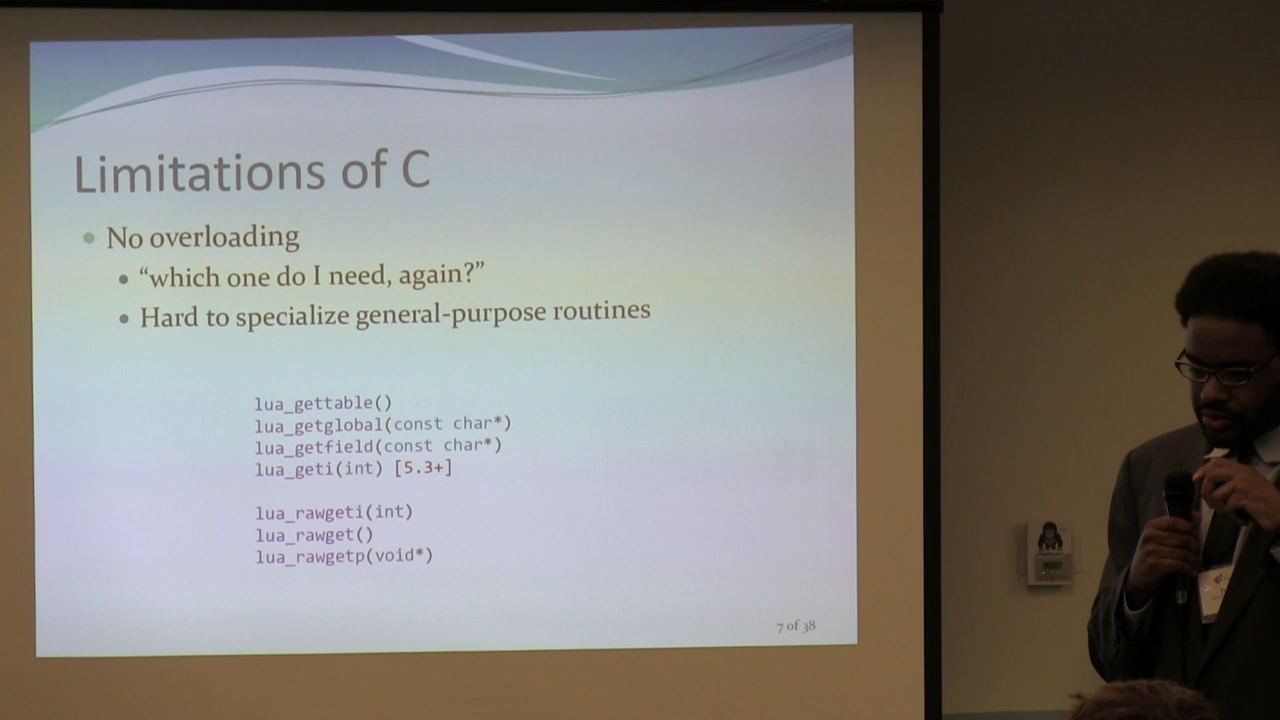 Limitations of C
• No overloading
• “which one do I need, again?”
• Hard to specialize general-purpose routines
lua_gettable()
lua_getglobal(const char*)
lua_getfield(const char*)
lua_geti(int) [5.3+]
lua_rawgeti(int)
lua_rawget()
lua_rawgetp(void*)
7 of 38